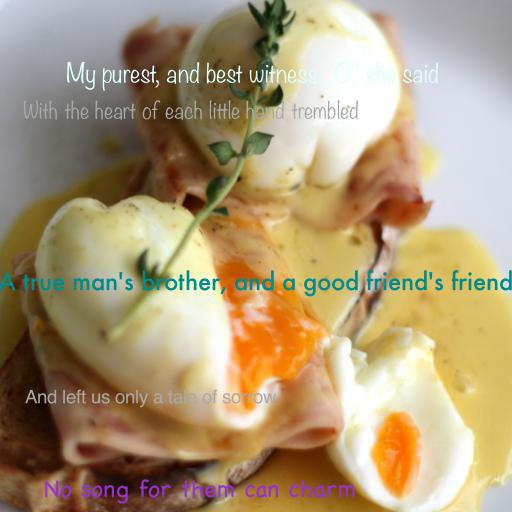 My purest, and best witness. 'O,' she said
With the heart of each little hand trembled
A true man's brother, and a good friend's friend
And left us only a tale of sorrow
No song for them can charm